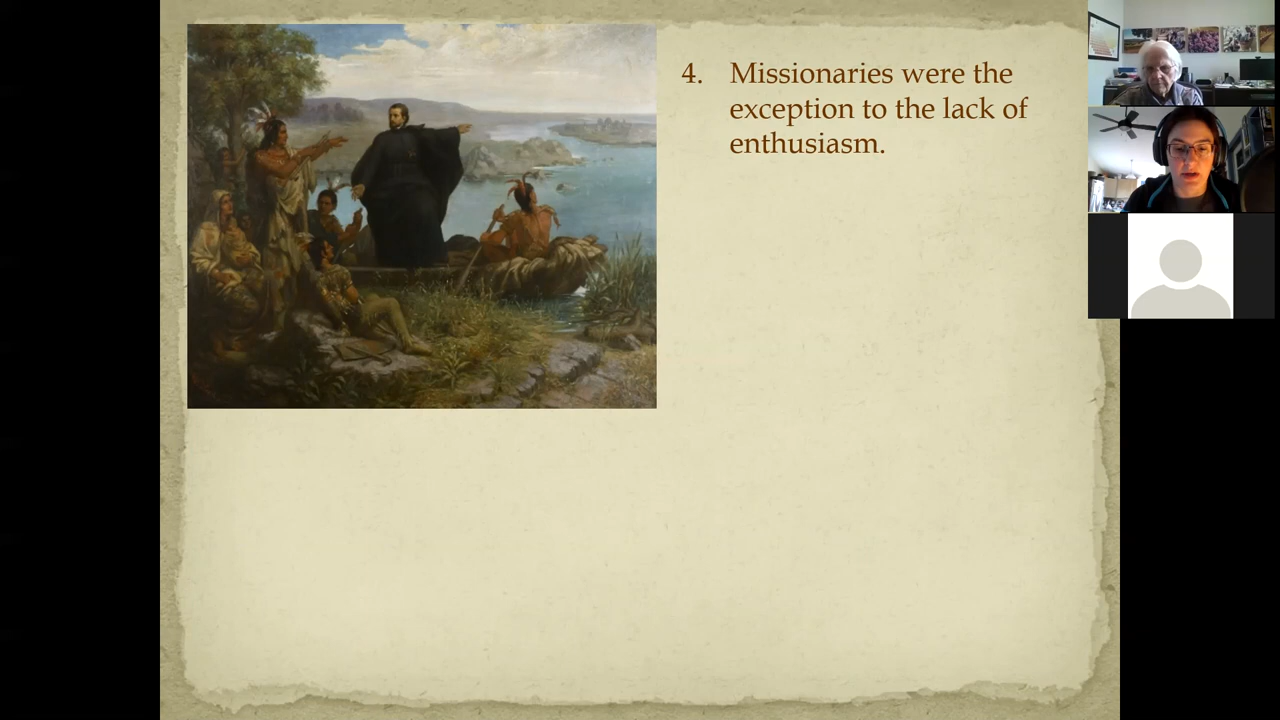 4. Missionaries were the
exception to the lack of
enthusiasm.